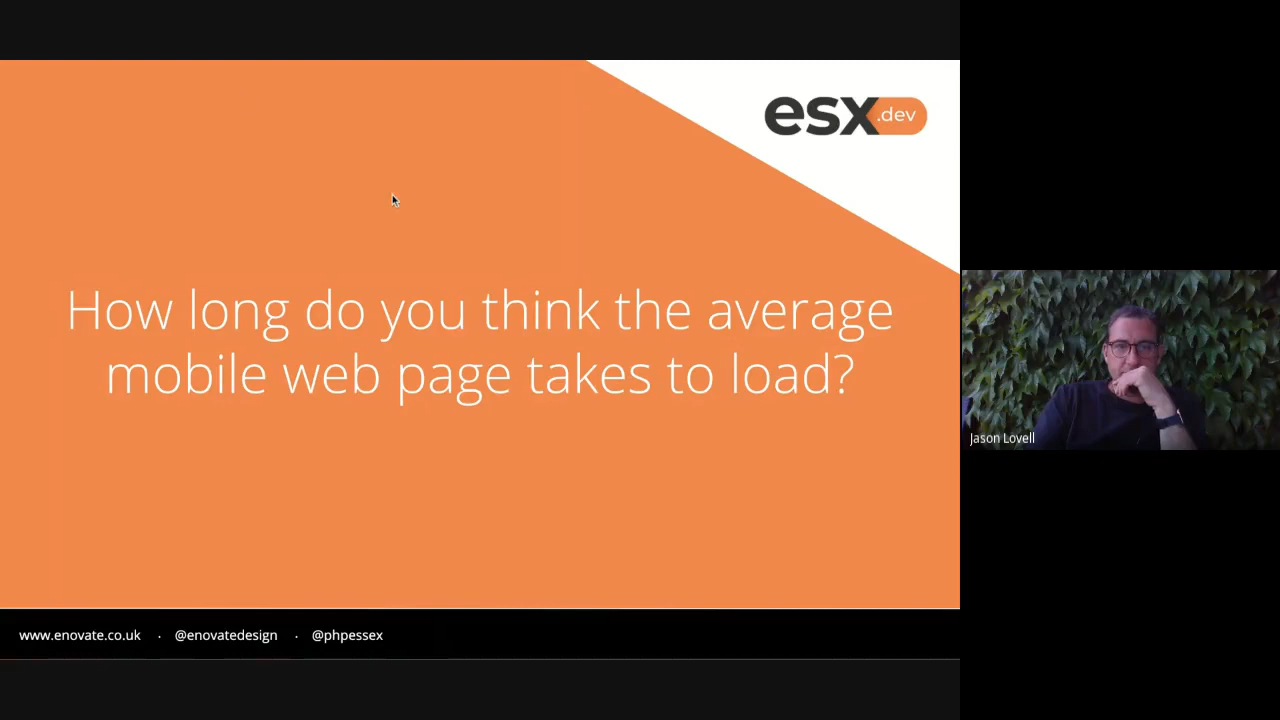 esx.dev
How long do you think the average
mobile web page takes to load?
Jason Lovell
www.enovate.co.uk · @enovatedesign · @phpessex